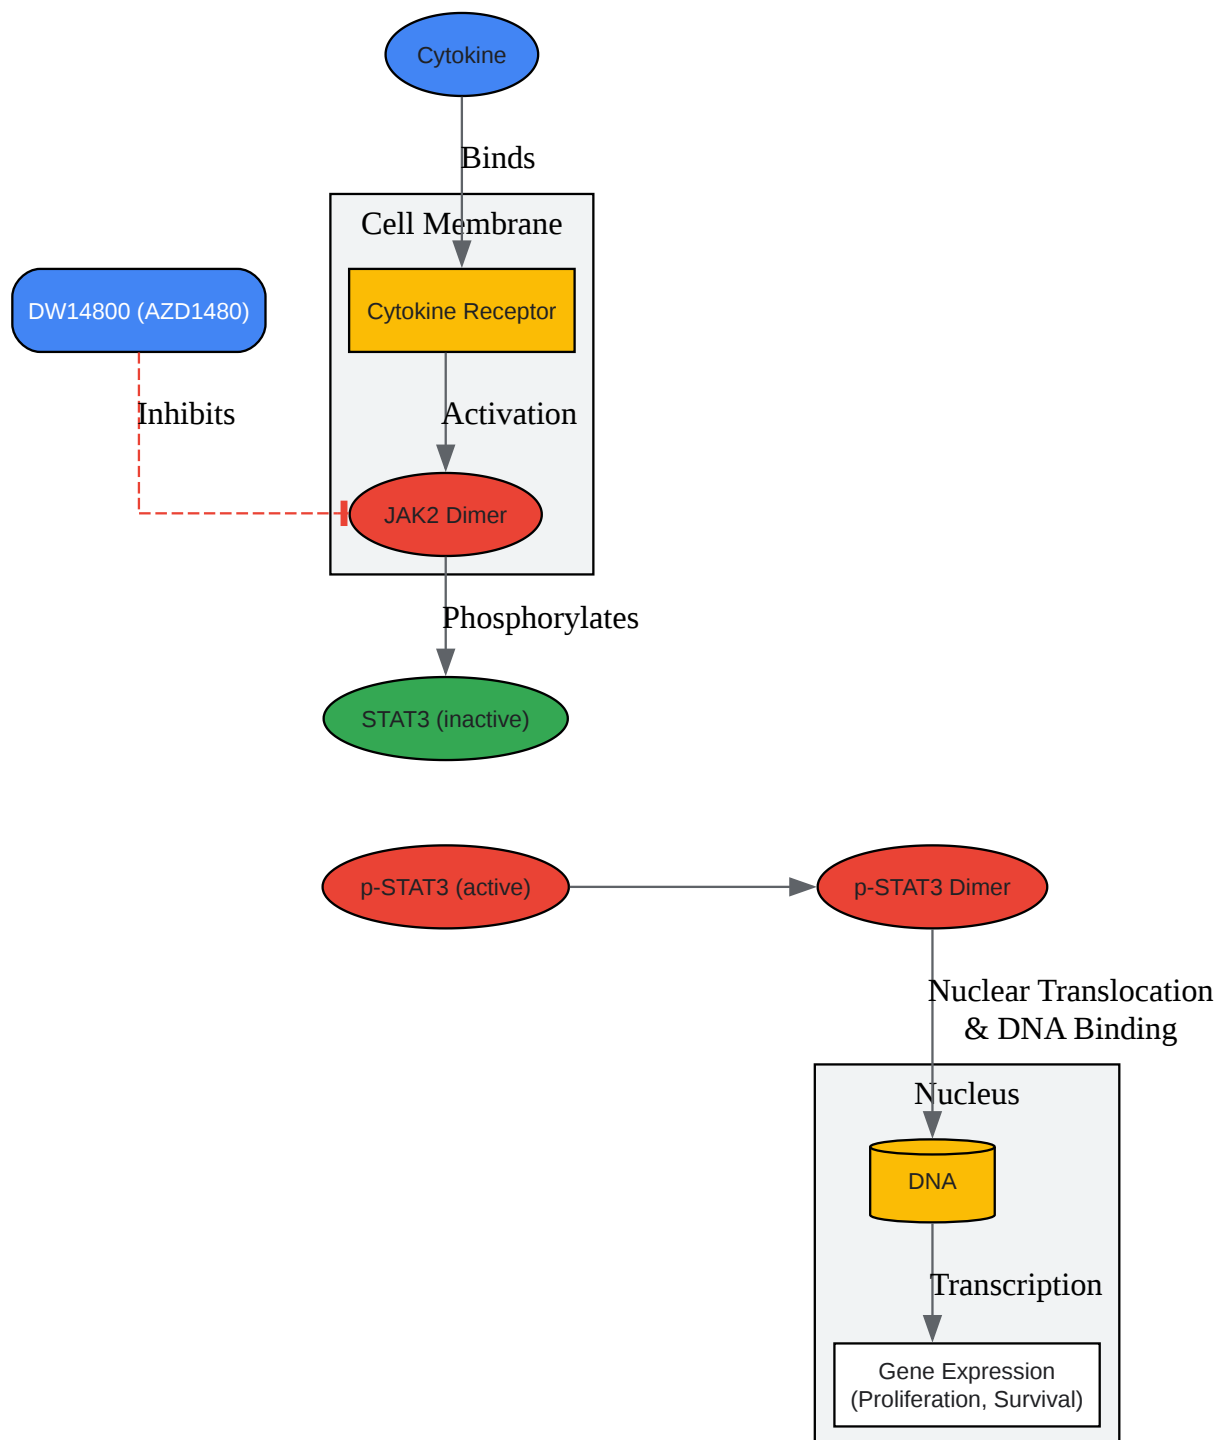 Cytokine
Binds
Cell Membrane
DW14800 (AZD1480)
Cytokine Receptor
Inhibits
Activation
JAK2 Dimer
Phosphorylates
STAT3 (inactive)
p-STAT3 (active)
p-STAT3 Dimer
Nuclear Translocation
& DNA Binding
Nucleus
DNA
Transcription
Gene Expression
(Proliferation, Survival)